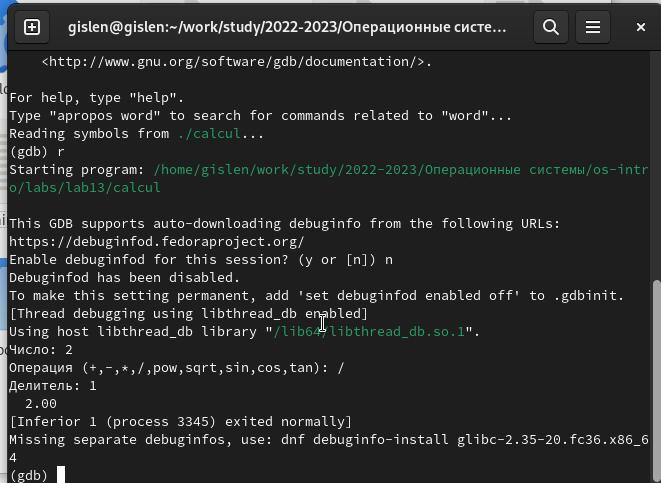 gislen@gislen:~/work/study/2022-2023/Операционные систе...
<http://www.gnu.org/software/gdb/documentation/>.
For help, type "help".
Type "apropos word" to search for commands related to "word"...
Reading symbols from ./calcul...
(gdb) r
Starting program: /home/gislen/work/study/2022-2023/Операционные системы/os-intr
o/labs/lab13/calcul
This GDB supports auto-downloading debuginfo from the following URLs:
https://debuginfod.fedoraproject.org/
Enable debuginfod for this session? (y or [n]) n
Debuginfod has been disabled.
To make this setting permanent, add 'set debuginfod enabled off' to .gdbinit.
[Thread debugging using libthread_db enabled]
Using host libthread_db library "/lib64/libthread_db.so.1".
Число: 2
Операция (+,-,*,/,pow,sqrt,sin,cos,tan): /
Делитель: 1
2.00
[Inferior 1 (process 3345) exited normally]
Missing separate debuginfos, use: dnf debuginfo-install glibc-2.35-20.fc36.x86_6
4
(gdb)